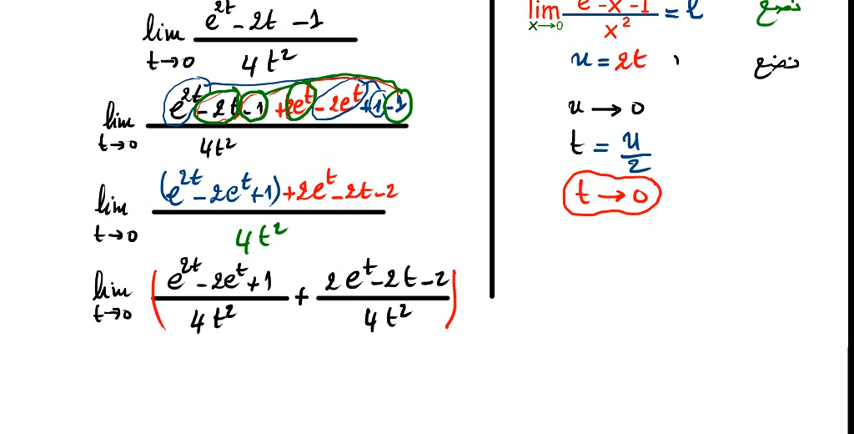 lim t→0 (e^{2t} - 2t - 1) / 4t²
lim t→0 (e^{2t} - 2t - 1 + 2e^t - 2e^t + 1 - 1) / 4t²
lim t→0 ((e^{2t} - 2e^t + 1) + 2e^t - 2t - 2) / 4t²
lim t→0 ( (e^{2t} - 2e^t + 1) / 4t² + (2e^t - 2t - 2) / 4t² )
lim x→0 (e^x - x - 1) / x² = l نضع
u = 2t , نضع
u → 0
t = u/2
t → 0